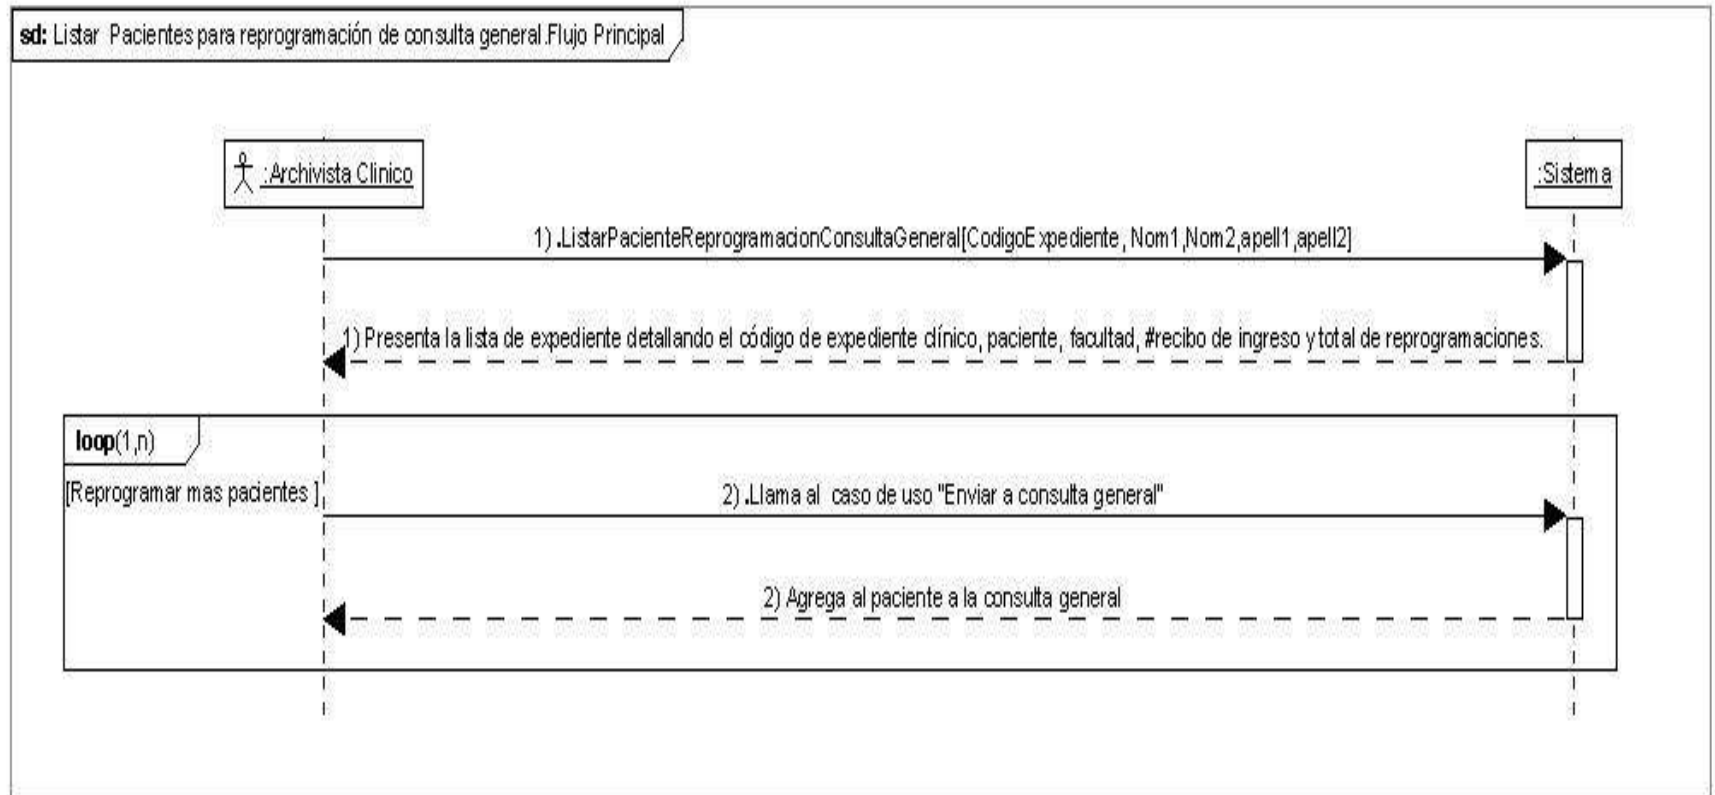 sd: Listar Pacientes para reprogramación de consulta general.Flujo Principal
:Archivista Clinico
:Sistema
1) .ListarPacienteReprogramacionConsultaGeneral[CodigoExpediente, Nom1,Nom2,apell1,apell2]
1) Presenta la lista de expediente detallando el código de expediente clínico, paciente, facultad, #recibo de ingreso y total de reprogramaciones.
loop(1,n)
[Reprogramar mas pacientes ]
2) .Llama al caso de uso "Enviar a consulta general"
2) Agrega al paciente a la consulta general